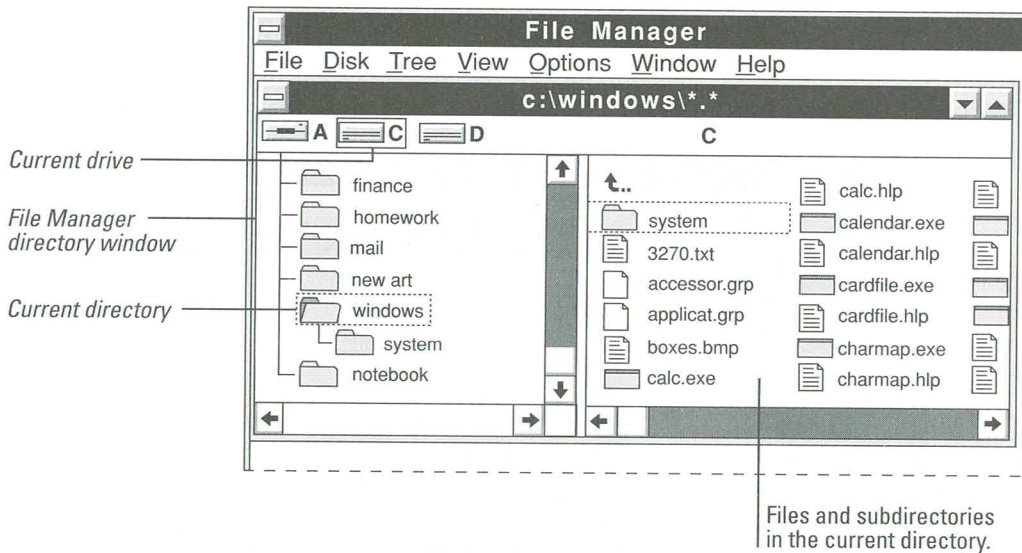 File Manager
File Disk Tree View Options Window Help
c:\windows\*.*
A C D C
Current drive
File Manager
directory window
Current directory
finance
homework
mail
new art
windows
system
notebook
t..
system
3270.txt
accessor.grp
applicat.grp
boxes.bmp
calc.exe
calc.hlp
calendar.exe
calendar.hlp
cardfile.exe
cardfile.hlp
charmap.exe
charmap.hlp
Files and subdirectories
in the current directory.